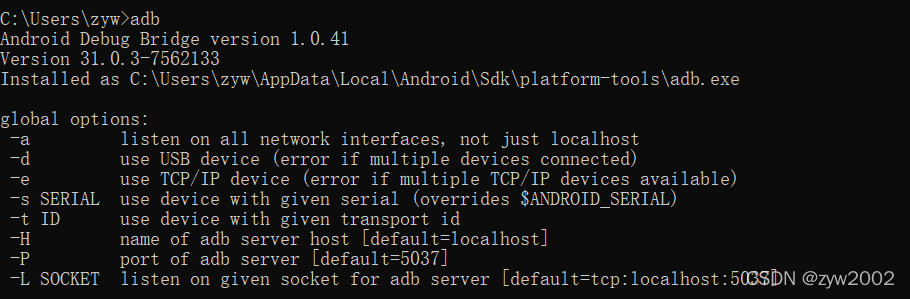 C:\Users\zyw>adb
Android Debug Bridge version 1.0.41
Version 31.0.3-7562133
Installed as C:\Users\zyw\AppData\Local\Android\Sdk\platform-tools\adb.exe
global options:
-a listen on all network interfaces, not just localhost
-d use USB device (error if multiple devices connected)
-e use TCP/IP device (error if multiple TCP/IP devices available)
-s SERIAL use device with given serial (overrides $ANDROID_SERIAL)
-t ID use device with given transport id
-H name of adb server host [default=localhost]
-P port of adb server [default=5037]
-L SOCKET listen on given socket for adb server [default=tcp:localhost:5037]
CSDN @zyw2002